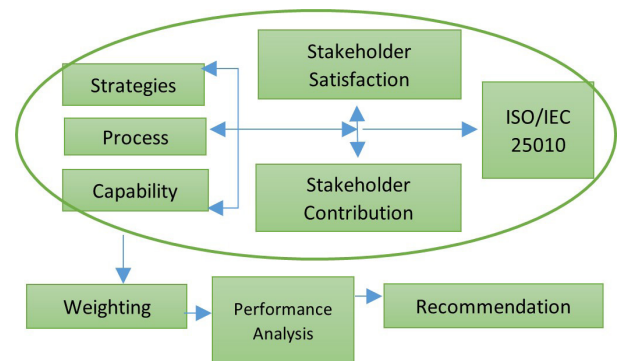 Strategies
Process
Capability
Stakeholder
Satisfaction
Stakeholder
Contribution
ISO/IEC
25010
Weighting
Performance
Analysis
Recommendation